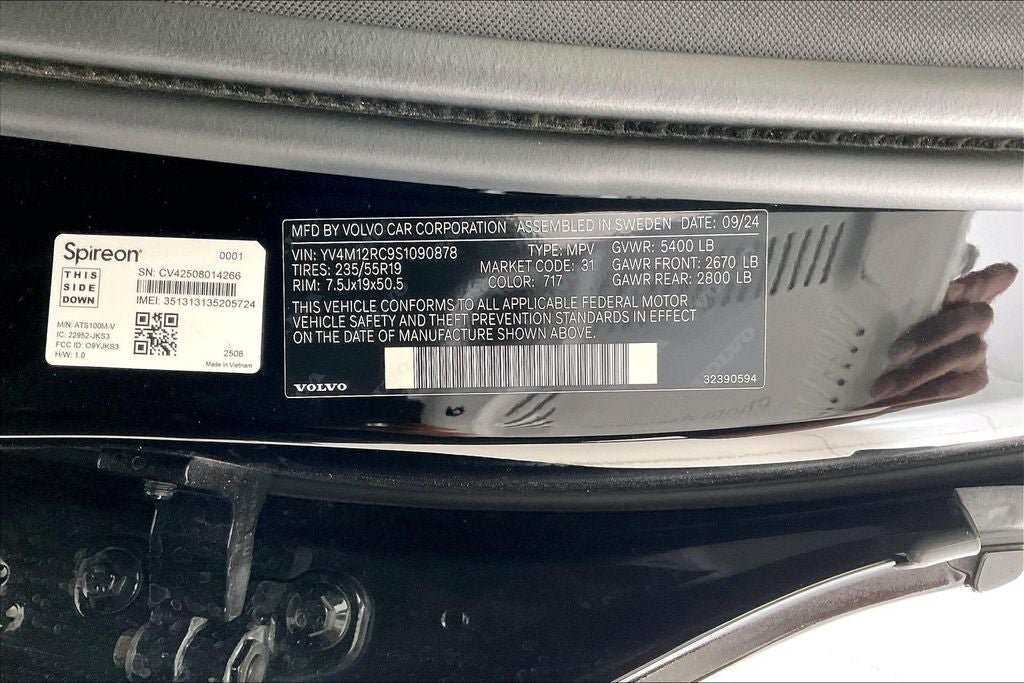 Spireon®
0001
THIS
SIDE
DOWN
SN: CV42508014266
IMEI: 351313135205724
M/N: ATS100M-V
IC: 22952-JKS3
FCC ID: O9YJKS3
H/W: 1.0
2508
Made in Vietnam
MFD BY VOLVO CAR CORPORATION ASSEMBLED IN SWEDEN DATE: 09/24
VIN: YV4M12RC9S1090878 TYPE: MPV GVWR: 5400 LB
TIRES: 235/55R19 MARKET CODE: 31 GAWR FRONT: 2670 LB
RIM: 7.5Jx19x50.5 COLOR: 717 GAWR REAR: 2800 LB
THIS VEHICLE CONFORMS TO ALL APPLICABLE FEDERAL MOTOR
VEHICLE SAFETY AND THEFT PREVENTION STANDARDS IN EFFECT
ON THE DATE OF MANUFACTURE SHOWN ABOVE.
VOLVO
32390594